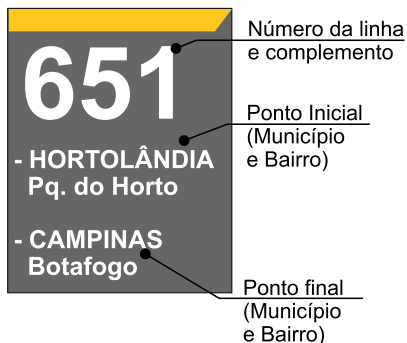 651
- HORTOLÂNDIA
Pq. do Horto
- CAMPINAS
Botafogo
Número da linha
e complemento
Ponto Inicial
(Município
e Bairro)
Ponto final
(Município
e Bairro)